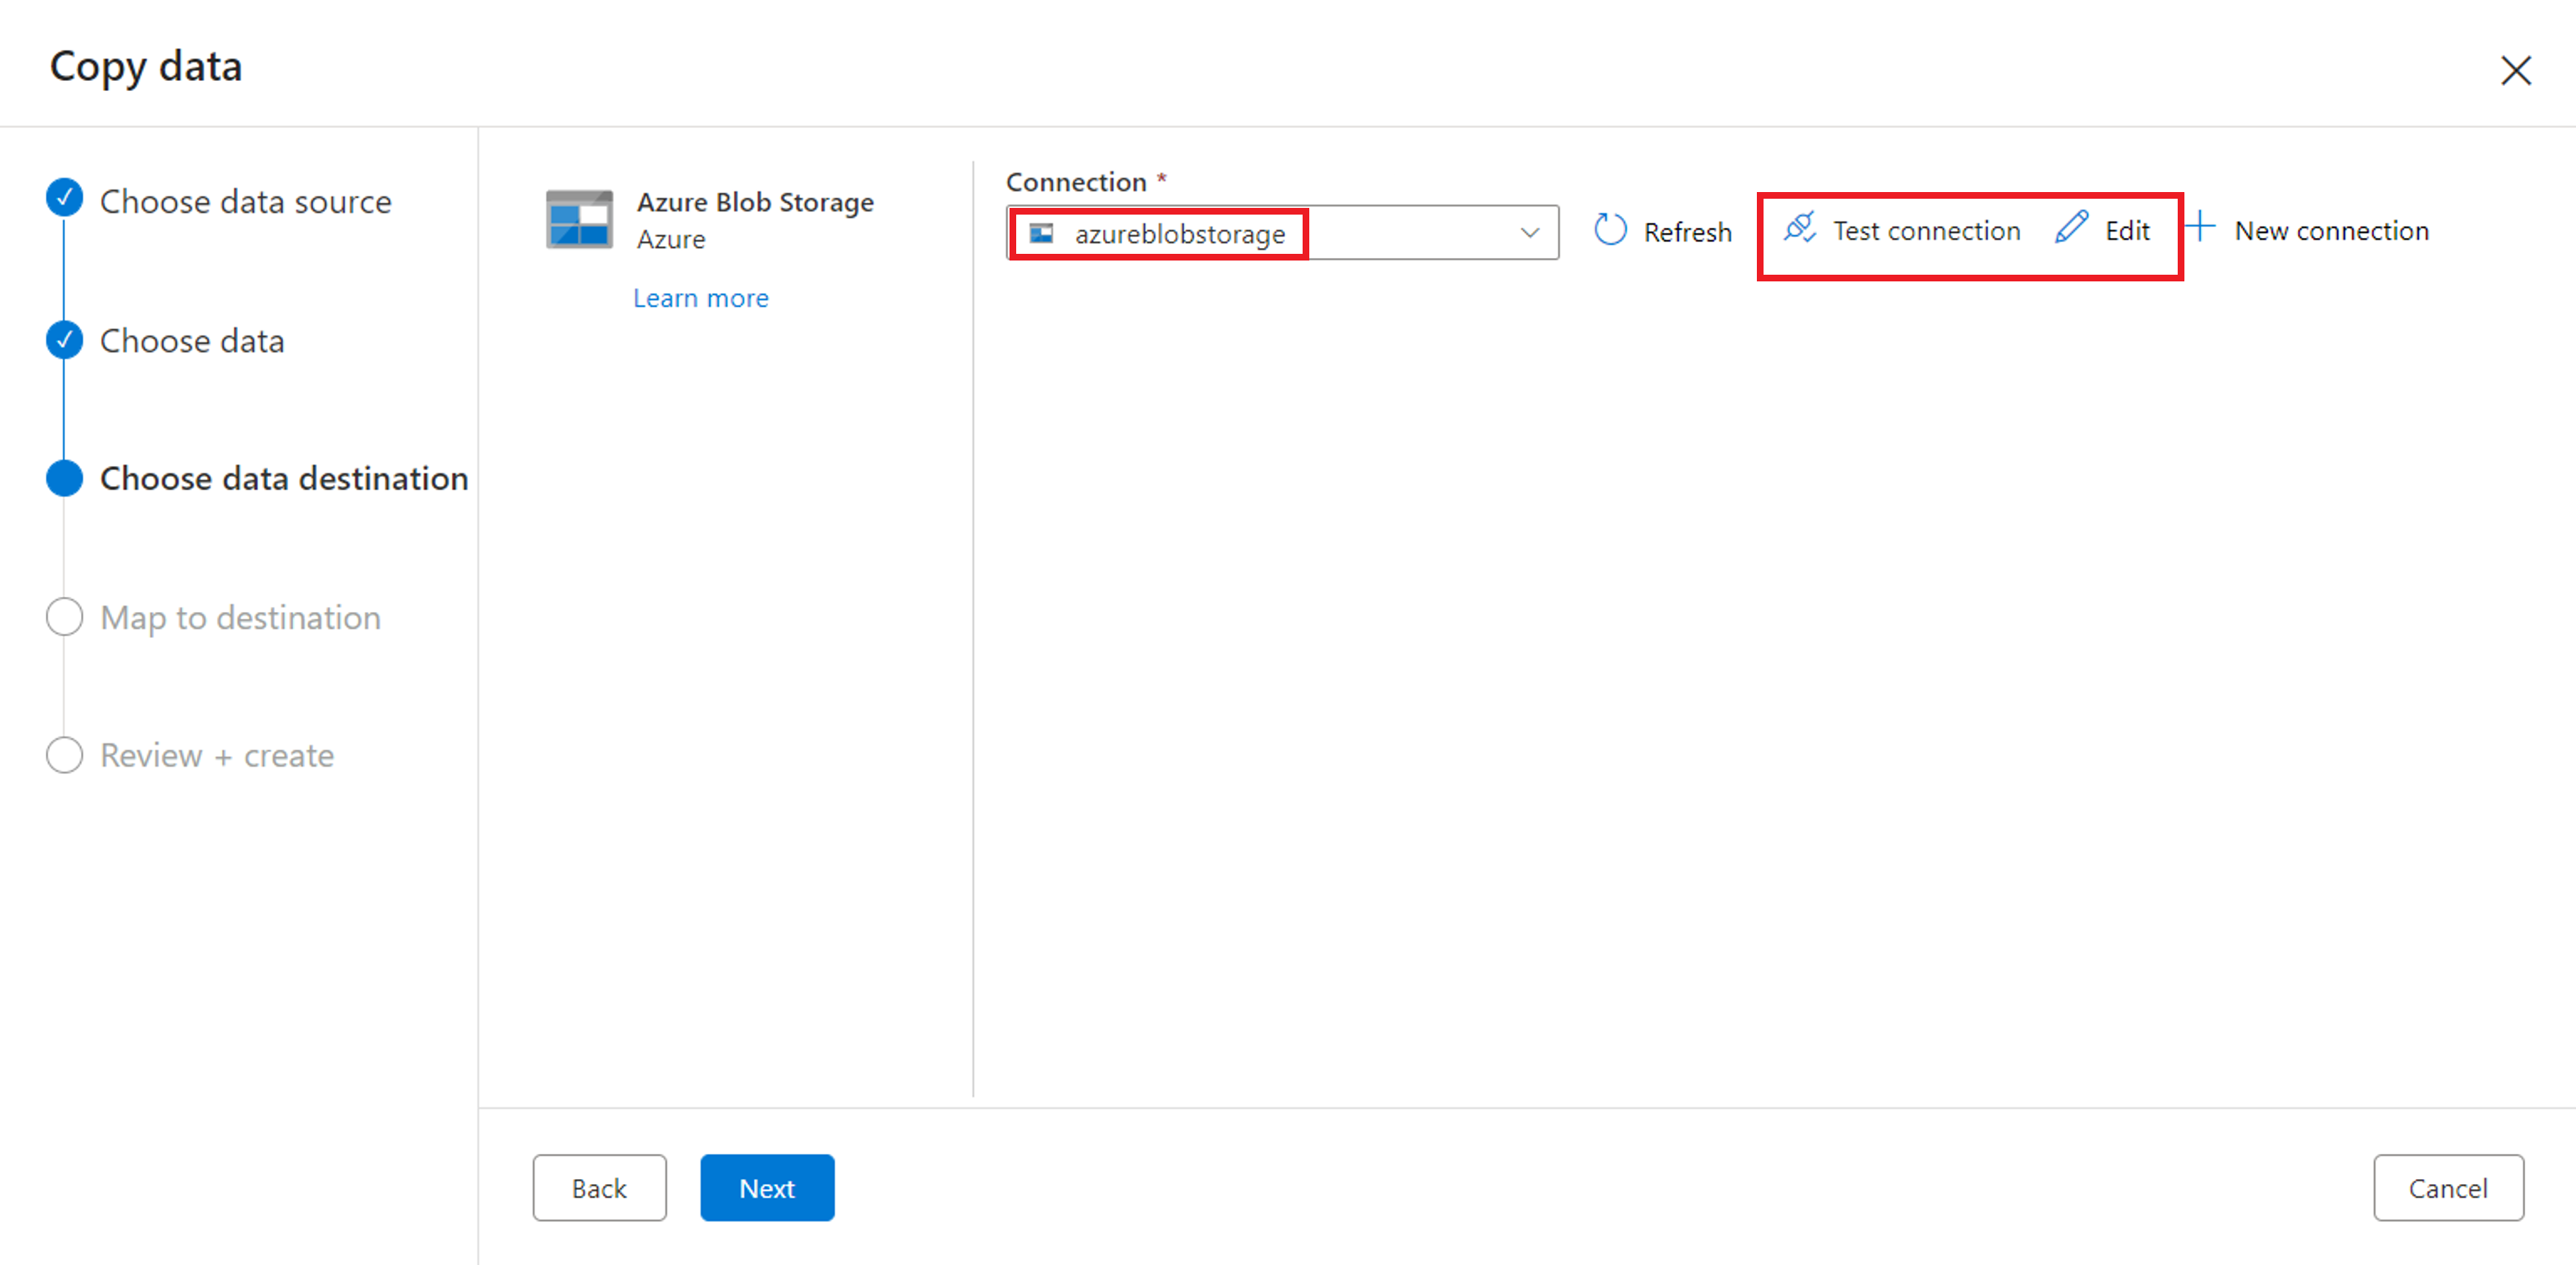 Copy data
Choose data source
Choose data
Choose data destination
Map to destination
Review + create
Azure Blob Storage
Azure
Learn more
Connection *
azureblobstorage
Refresh
Test connection
Edit
New connection
Back
Next
Cancel